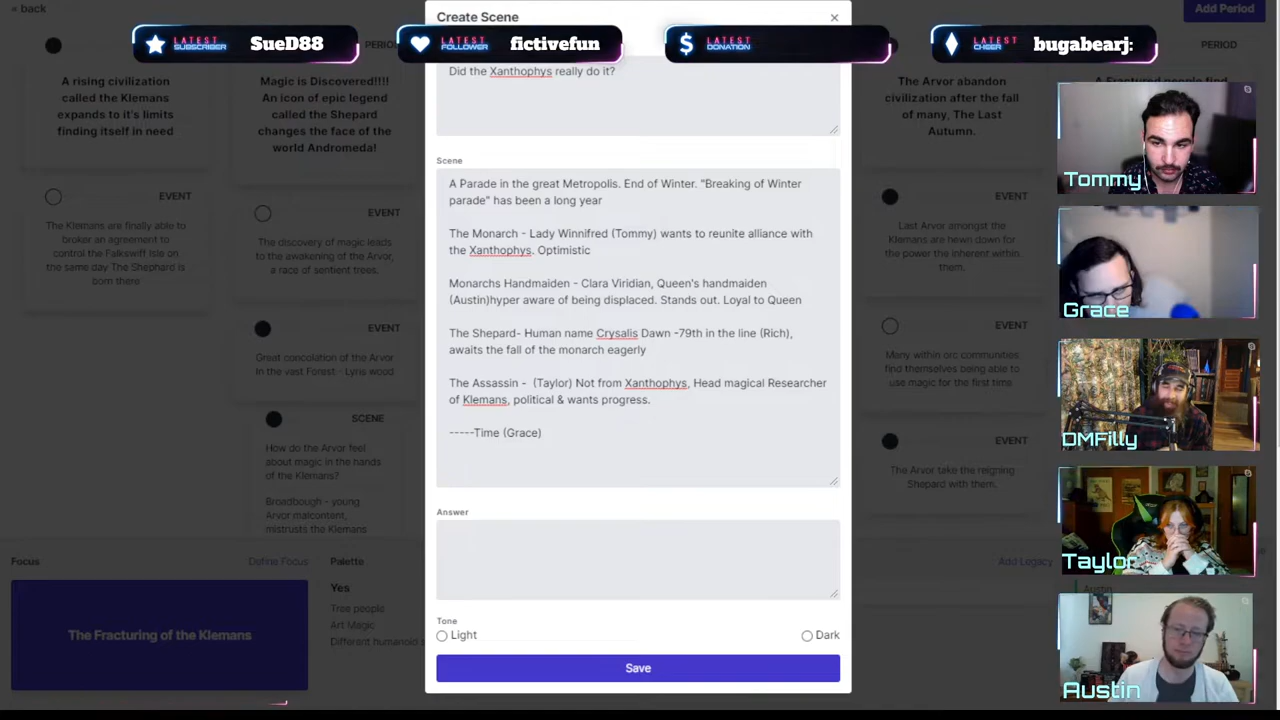 « back
Create Scene
×
Add Period
LATEST SUBSCRIBER
SueD88
LATEST FOLLOWER
fictivefun
LATEST DONATION
LATEST CHEER
bugabearj:
PERIOD
A rising civilization
called the Klemans
expands to it's limits
finding itself in need
EVENT
The Klemans are finally able to
broker an agreement to
control the Falkswiff Isle on
the same day The Shepard is
born there
Magic is Discovered!!!!
An icon of epic legend
called the Shepard
changes the face of the
world Andromeda!
EVENT
The discovery of magic leads
to the awakening of the Arvor,
a race of sentient trees.
EVENT
Great concolation of the Arvor
In the vast Forest - Lyris wood
SCENE
How do the Arvor feel
about magic in the hands
of the Klemans?
Broadbough - young
Arvor malcontent,
mistrusts the Klemans
Did the Xanthophys really do it?
Scene
A Parade in the great Metropolis. End of Winter. "Breaking of Winter
parade" has been a long year
The Monarch - Lady Winnifred (Tommy) wants to reunite alliance with
the Xanthophys. Optimistic
Monarchs Handmaiden - Clara Viridian, Queen's handmaiden
(Austin)hyper aware of being displaced. Stands out. Loyal to Queen
The Shepard- Human name Crysalis Dawn -79th in the line (Rich),
awaits the fall of the monarch eagerly
The Assassin - (Taylor) Not from Xanthophys, Head magical Researcher
of Klemans, political & wants progress.
-----Time (Grace)
Answer
Tone
Light
Dark
Save
PERIOD
The Arvor abandon
civilization after the fall
of many, The Last
Autumn.
EVENT
Last Arvor amongst the
Klemans are hewn down for
the power the inherent within
them.
EVENT
Many within orc communities
find themselves being able to
use magic for the first time
EVENT
The Arvor take the reigning
Shepard with them.
A Fractured people find
Focus
Define Focus
The Fracturing of the Klemans
Palette
Yes
Tree people
Art Magic
Different humanoid s
Add Legacy
Austin
Tommy
Grace
DMFilly
Taylor
Austin